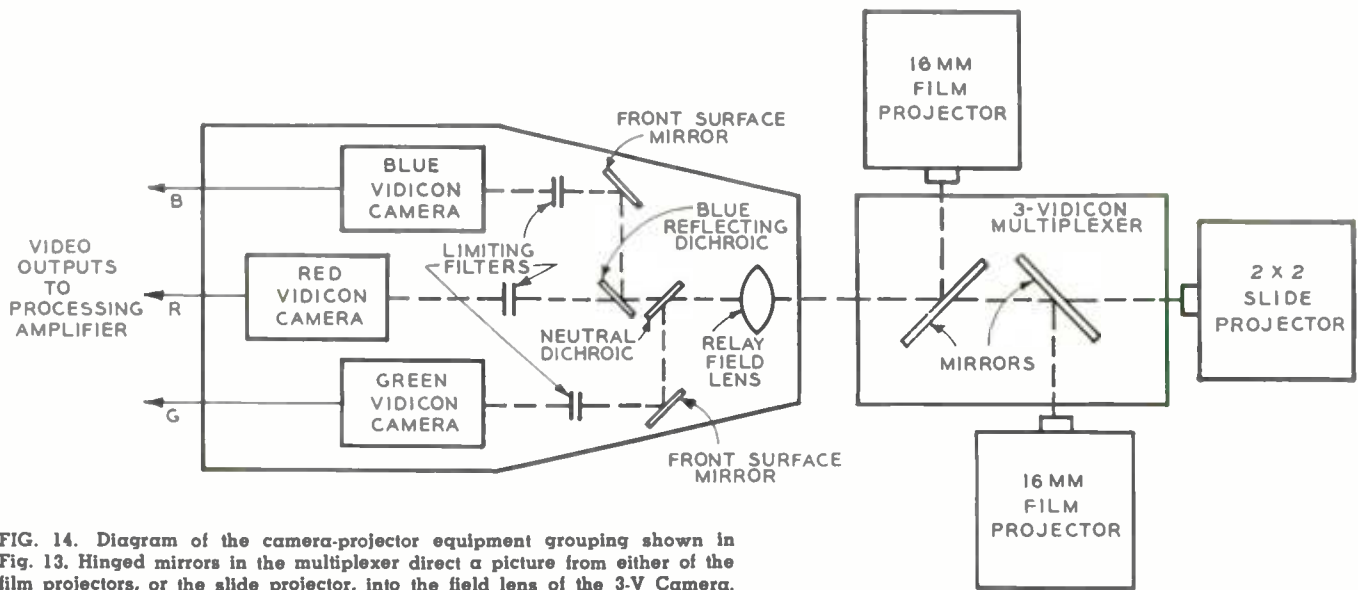 16 MM
FILM
PROJECTOR
FRONT SURFACE
MIRROR
BLUE
VIDICON
CAMERA
B
BLUE
REFLECTING
DICHROIC
3-VIDICON
MULTIPLEXER
VIDEO
OUTPUTS
TO
PROCESSING
AMPLIFIER
LIMITING
FILTERS
RED
VIDICON
CAMERA
R
2 X 2
SLIDE
PROJECTOR
NEUTRAL
DICHROIC
RELAY
FIELD
LENS
MIRRORS
GREEN
VIDICON
CAMERA
G
FRONT SURFACE
MIRROR
16 MM
FILM
PROJECTOR
FIG. 14. Diagram of the camera-projector equipment grouping shown in
Fig. 13. Hinged mirrors in the multiplexer direct a picture from either of the
film projectors, or the slide projector, into the field lens of the 3-V Camera.